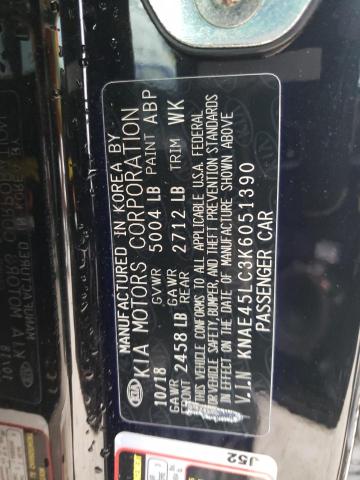 MANUFACTURED IN KOREA BY
KIA MOTORS CORPORATION
10/18 GVWR 5004 LB PAINT ABP
GAWR GAWR
FRONT 2458 LB REAR 2712 LB TRIM WK
THIS VEHICLE CONFORMS TO ALL APPLICABLE U.S.A. FEDERAL
MOTOR VEHICLE SAFETY, BUMPER, AND THEFT PREVENTION STANDARDS
IN EFFECT ON THE DATE OF MANUFACTURE SHOWN ABOVE
V.I.N KNAE45LC3K6051390
PASSENGER CAR
J52